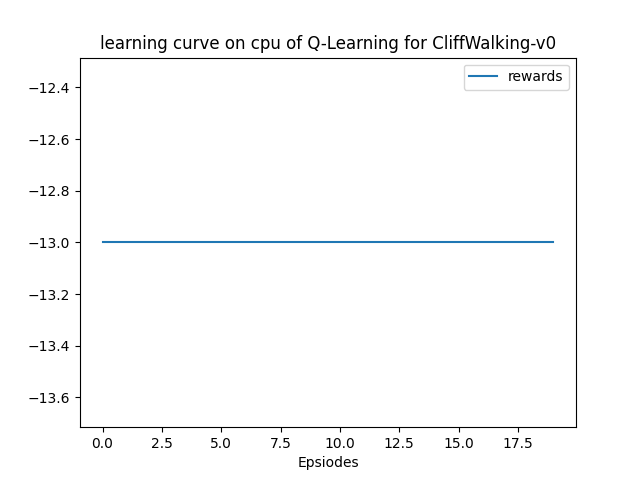 learning curve on cpu of Q-Learning for CliffWalking-v0
rewards
−12.4
−12.6
−12.8
−13.0
−13.2
−13.4
−13.6
0.0 2.5 5.0 7.5 10.0 12.5 15.0 17.5
Epsiodes